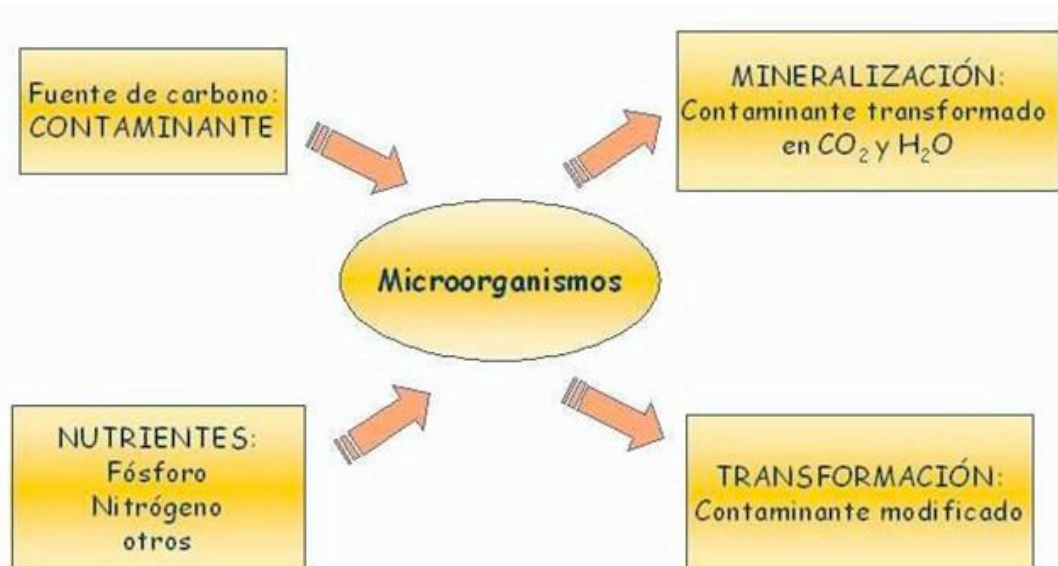 Fuente de carbono:
CONTAMINANTE
MINERALIZACIÓN:
Contaminante transformado
en CO₂ y H₂O
Microorganismos
NUTRIENTES:
Fósforo
Nitrógeno
otros
TRANSFORMACIÓN:
Contaminante modificado